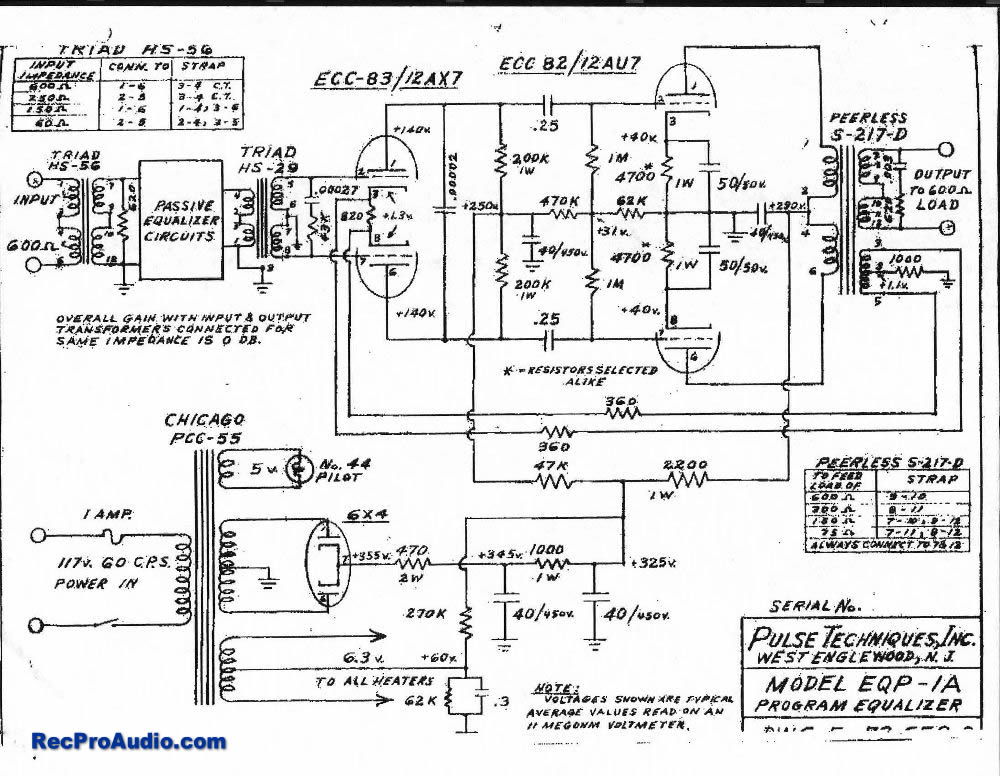 TRIAD HS-56
INPUT IMPEDANCE CONN. TO STRAP
600Ω 1-6 3-4 C.T.
250Ω 2-5 3-4 C.T.
150Ω 1-6 1-4, 3-6
60Ω 2-5 2-4, 3-5
ECC-83/12AX7
ECC 82/12AU7
TRIAD
HS-56
INPUT
600Ω
620
PASSIVE
EQUALIZER
CIRCUITS
TRIAD
HS-29
.00027
43K
820
+1.3v.
+140v.
+140v.
.00002
+250v.
200K
1W
200K
1W
.25
.25
470K
40/450v.
1M
1M
+31v.
62K
+40v.
4700*
1W
4700*
1W
+40v.
50/50v.
50/50v.
40/450v.
+290v.
PEERLESS
S-217-D
OUTPUT
TO 600Ω
LOAD
.003
1000
+1.1v.
OVERALL GAIN WITH INPUT & OUTPUT
TRANSFORMERS CONNECTED FOR
SAME IMPEDANCE IS 0 DB.
* = RESISTORS SELECTED
ALIKE
360
360
47K
2200
1W
CHICAGO
PCC-55
5 v.
No. 44
PILOT
6X4
1 AMP.
117v. 60 C.P.S.
POWER IN
+355v.
470
2W
+345v.
1000
1W
+325v.
40/450v.
40/450v.
270K
6.3 v.
+60v.
TO ALL HEATERS
62K
.3
NOTE:
VOLTAGES SHOWN ARE TYPICAL
AVERAGE VALUES READ ON AN
11 MEGOHM VOLTMETER.
PEERLESS S-217-D
TO FEED LOAD OF STRAP
600 Ω 9-10
300 Ω 8-11
150 Ω 7-10, 9-12
75 Ω 7-11, 8-12
ALWAYS CONNECT TO 7&12
SERIAL No.
PULSE TECHNIQUES, INC.
WEST ENGLEWOOD, N. J.
MODEL EQP-1A
PROGRAM EQUALIZER
RecProAudio.com